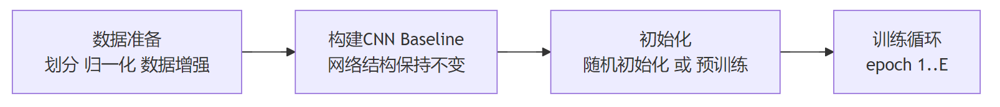 数据准备
划分 归一化 数据增强
构建CNN Baseline
网络结构保持不变
初始化
随机初始化 或 预训练
训练循环
epoch 1..E